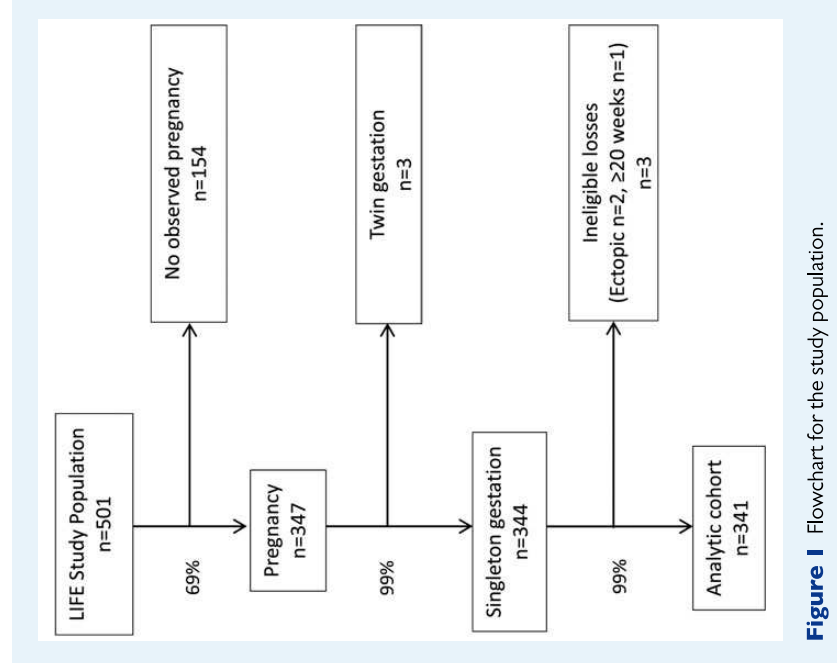 LIFE Study Population
n=501
No observed pregnancy
n=154
69%
Pregnancy
n=347
Twin gestation
n=3
99%
Singleton gestation
n=344
Ineligible losses
(Ectopic n=2, ≥20 weeks n=1)
n=3
99%
Analytic cohort
n=341
Figure 1 Flowchart for the study population.